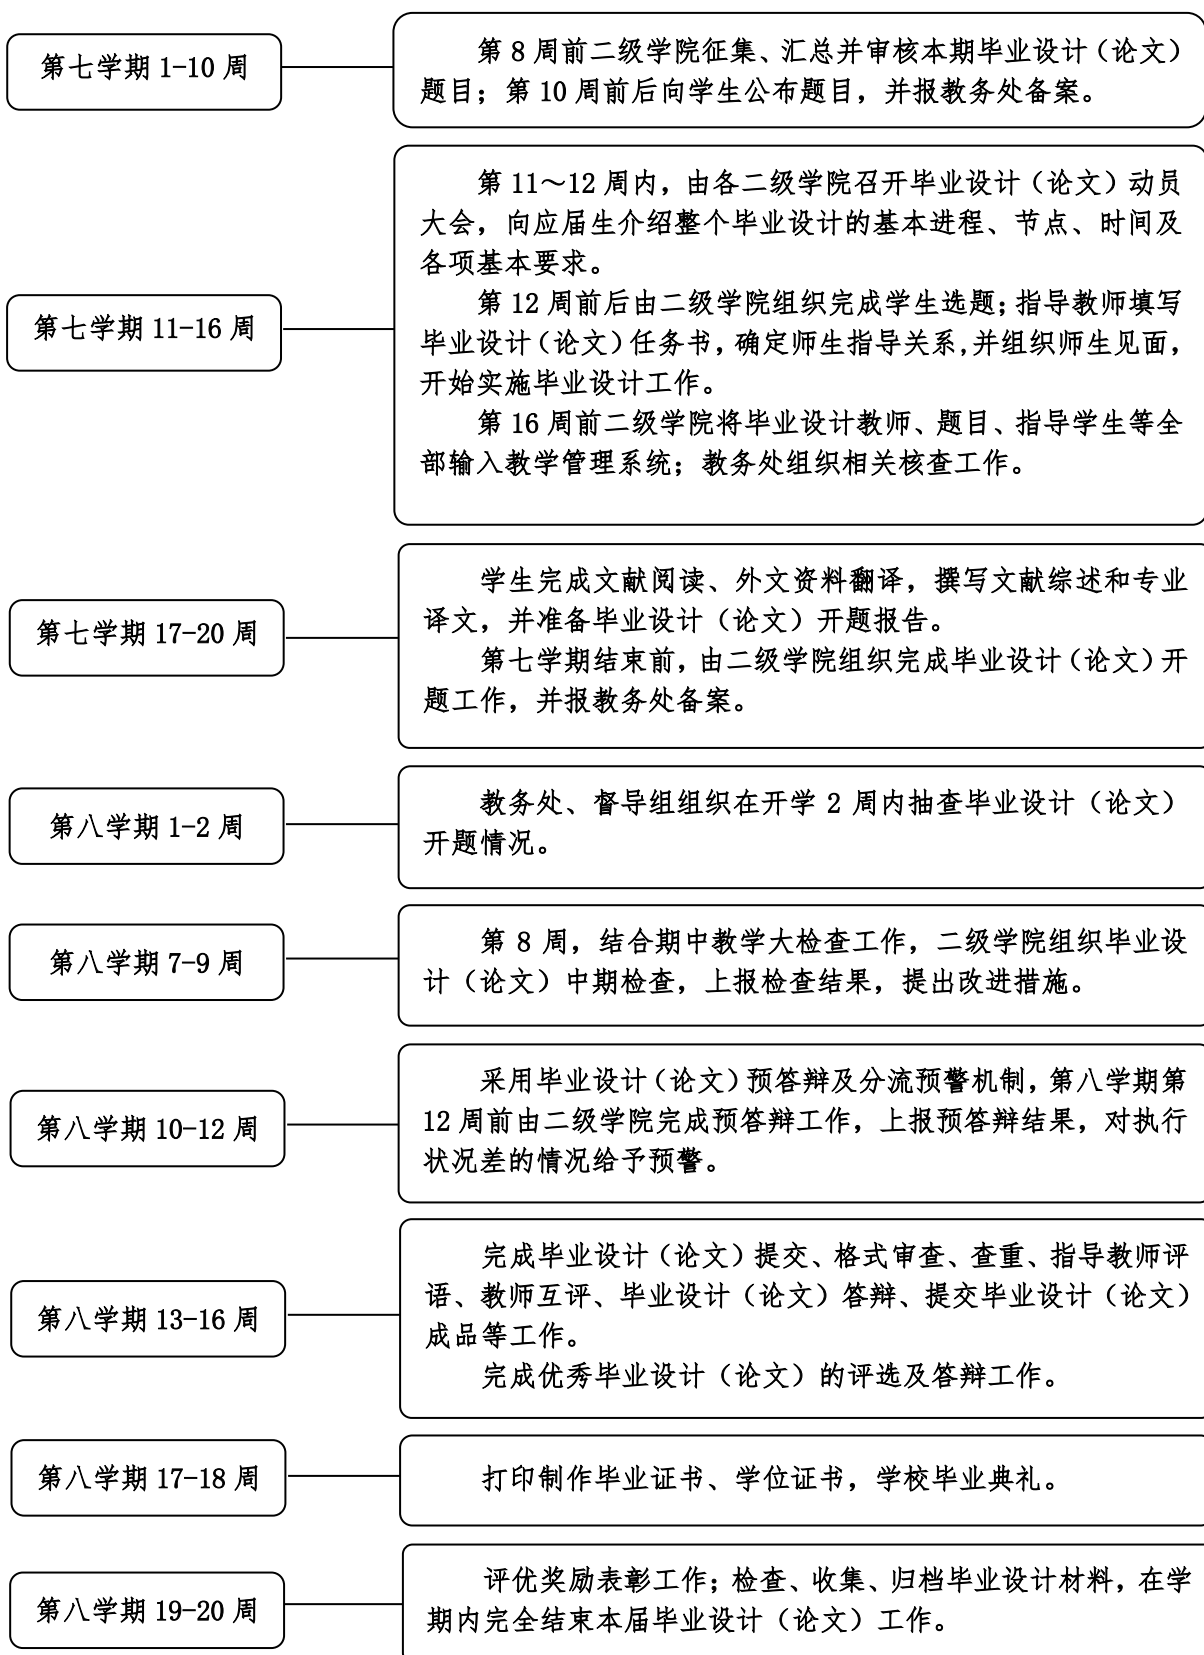 第七学期 1-10 周
第 8 周前二级学院征集、汇总并审核本期毕业设计（论文）
题目；第 10 周前后向学生公布题目，并报教务处备案。
第七学期 11-16 周
第 11～12 周内，由各二级学院召开毕业设计（论文）动员
大会，向应届生介绍整个毕业设计的基本进程、节点、时间及
各项基本要求。
第 12 周前后由二级学院组织完成学生选题；指导教师填写
毕业设计（论文）任务书，确定师生指导关系,并组织师生见面，
开始实施毕业设计工作。
第 16 周前二级学院将毕业设计教师、题目、指导学生等全
部输入教学管理系统；教务处组织相关核查工作。
第七学期 17-20 周
学生完成文献阅读、外文资料翻译，撰写文献综述和专业
译文，并准备毕业设计（论文）开题报告。
第七学期结束前，由二级学院组织完成毕业设计（论文）开
题工作，并报教务处备案。
第八学期 1-2 周
教务处、督导组组织在开学 2 周内抽查毕业设计（论文）
开题情况。
第八学期 7-9 周
第 8 周，结合期中教学大检查工作，二级学院组织毕业设
计（论文）中期检查，上报检查结果，提出改进措施。
第八学期 10-12 周
采用毕业设计（论文）预答辩及分流预警机制，第八学期第
12 周前由二级学院完成预答辩工作，上报预答辩结果，对执行
状况差的情况给予预警。
第八学期 13-16 周
完成毕业设计（论文）提交、格式审查、查重、指导教师评
语、教师互评、毕业设计（论文）答辩、提交毕业设计（论文）
成品等工作。
完成优秀毕业设计（论文）的评选及答辩工作。
第八学期 17-18 周
打印制作毕业证书、学位证书，学校毕业典礼。
第八学期 19-20 周
评优奖励表彰工作；检查、收集、归档毕业设计材料，在学
期内完全结束本届毕业设计（论文）工作。